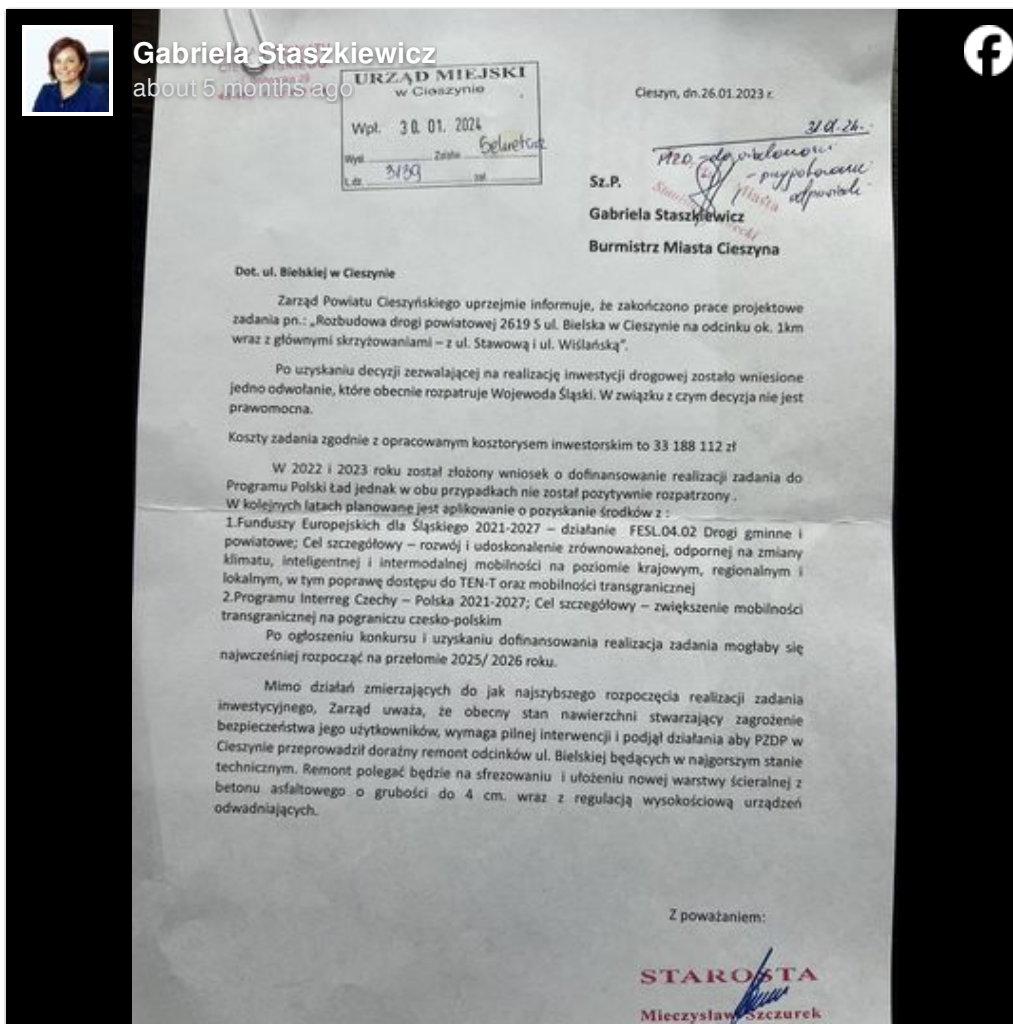 Gabriela Staszkiewicz
about 5 months ago
URZĄD MIEJSKI
w Cieszynie
Wpł. 30. 01. 2024
Sekretarz
L.dz. 3139 zał.
Cieszyn, dn.26.01.2023 r.
31.01.24.
- przygotowanie
odpowiedzi
Miasta
Sz.P.
Gabriela Staszkiewicz
Burmistrz Miasta Cieszyna
Dot. ul. Bielskiej w Cieszynie
Zarząd Powiatu Cieszyńskiego uprzejmie informuje, że zakończono prace projektowe
zadania pn.: „Rozbudowa drogi powiatowej 2619 S ul. Bielska w Cieszynie na odcinku ok. 1km
wraz z głównymi skrzyżowaniami – z ul. Stawową i ul. Wiślańską”.
Po uzyskaniu decyzji zezwalającej na realizację inwestycji drogowej zostało wniesione
jedno odwołanie, które obecnie rozpatruje Wojewoda Śląski. W związku z czym decyzja nie jest
prawomocna.
Koszty zadania zgodnie z opracowanym kosztorysem inwestorskim to 33 188 112 zł
W 2022 i 2023 roku został złożony wniosek o dofinansowanie realizacji zadania do
Programu Polski Ład jednak w obu przypadkach nie został pozytywnie rozpatrzony .
W kolejnych latach planowane jest aplikowanie o pozyskanie środków z :
1.Funduszy Europejskich dla Śląskiego 2021-2027 – działanie FESL.04.02 Drogi gminne i
powiatowe; Cel szczegółowy – rozwój i udoskonalenie zrównoważonej, odpornej na zmiany
klimatu, inteligentnej i intermodalnej mobilności na poziomie krajowym, regionalnym i
lokalnym, w tym poprawę dostępu do TEN-T oraz mobilności transgranicznej
2.Programu Interreg Czechy – Polska 2021-2027; Cel szczegółowy – zwiększenie mobilności
transgranicznej na pograniczu czesko-polskim
Po ogłoszeniu konkursu i uzyskaniu dofinansowania realizacja zadania mogłaby się
najwcześniej rozpocząć na przełomie 2025/ 2026 roku.
Mimo działań zmierzających do jak najszybszego rozpoczęcia realizacji zadania
inwestycyjnego, Zarząd uważa, że obecny stan nawierzchni stwarzający zagrożenie
bezpieczeństwa jego użytkowników, wymaga pilnej interwencji i podjął działania aby PZDP w
Cieszynie przeprowadził doraźny remont odcinków ul. Bielskiej będących w najgorszym stanie
technicznym. Remont polegać będzie na sfrezowaniu i ułożeniu nowej warstwy ścieralnej z
betonu asfaltowego o grubości do 4 cm. wraz z regulacją wysokościową urządzeń
odwadniających.
Z poważaniem:
STAROSTA
Mieczysław Szczurek